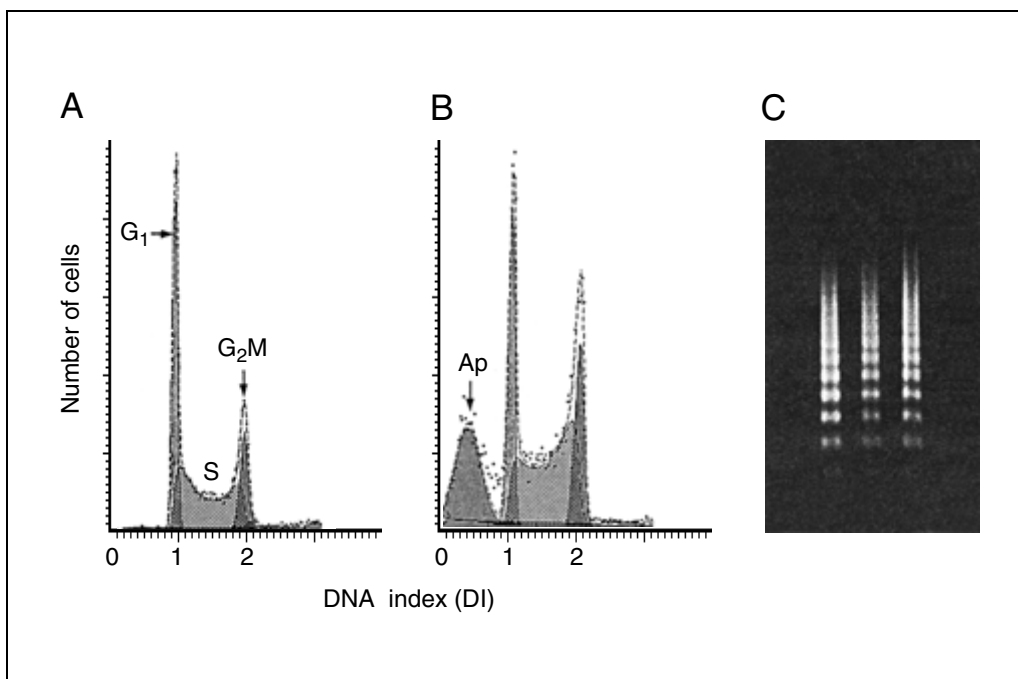 A
B
C
Number of cells
G₁
S
G₂M
Ap
0 1 2
0 1 2
DNA index (DI)